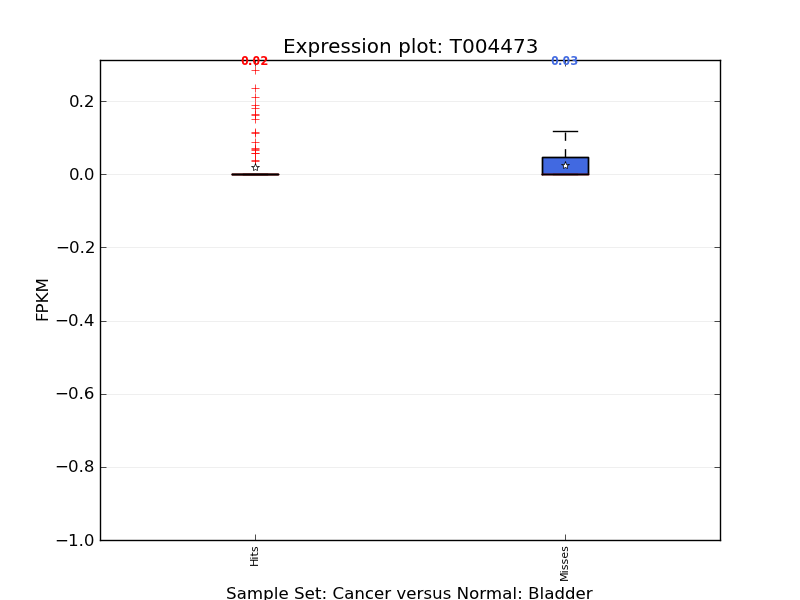 Expression plot: T004473
0.02
0.03
0.2
0.0
−0.2
−0.4
−0.6
−0.8
−1.0
FPKM
Hits
Misses
Sample Set: Cancer versus Normal: Bladder